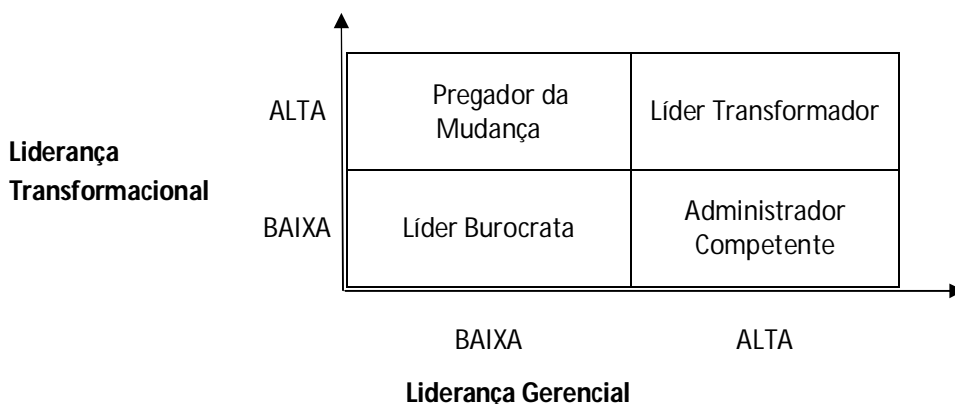 ALTA
Pregador da
Mudança
Líder Transformador
Liderança
Transformacional
BAIXA
Líder Burocrata
Administrador
Competente
BAIXA
ALTA
Liderança Gerencial